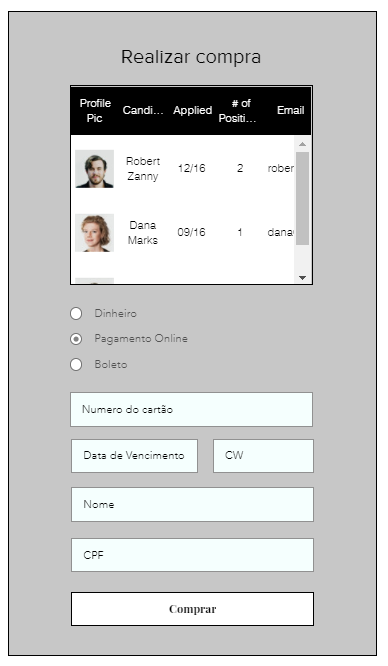 Realizar compra
Profile Pic Candi... Applied # of Positi... Email
Robert Zanny 12/16 2 rober
Dana Marks 09/16 1 dana
Dinheiro
Pagamento Online
Boleto
Numero do cartão
Data de Vencimento CW
Nome
CPF
Comprar